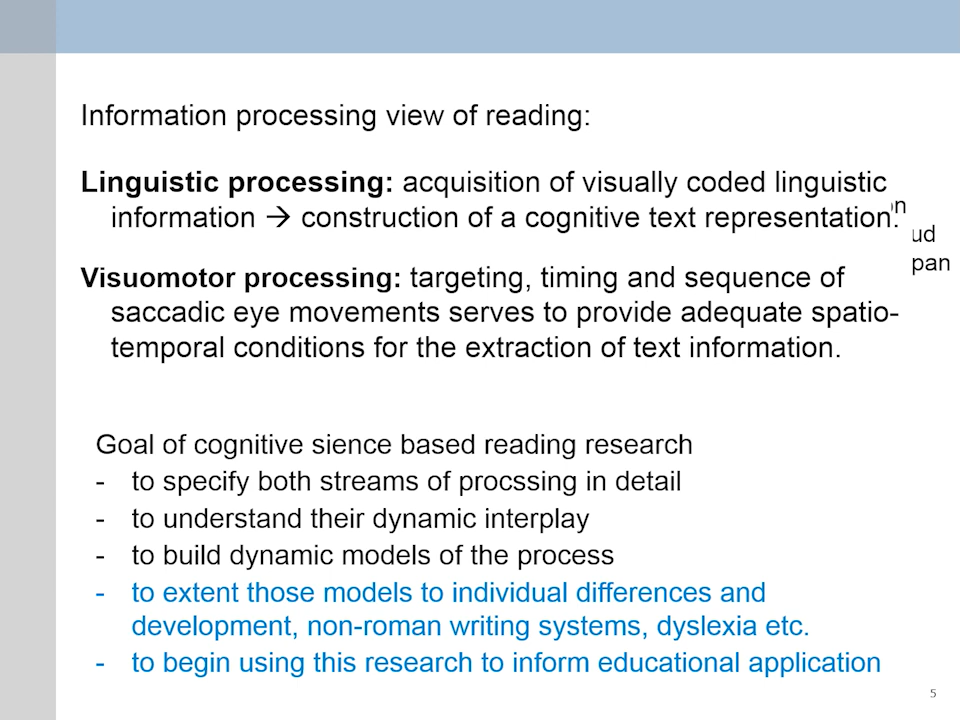 Information processing view of reading:
Linguistic processing: acquisition of visually coded linguistic
information → construction of a cognitive text representation.
Visuomotor processing: targeting, timing and sequence of
saccadic eye movements serves to provide adequate spatio-
temporal conditions for the extraction of text information.
Goal of cognitive sience based reading research
- to specify both streams of procssing in detail
- to understand their dynamic interplay
- to build dynamic models of the process
- to extent those models to individual differences and
development, non-roman writing systems, dyslexia etc.
- to begin using this research to inform educational application
5